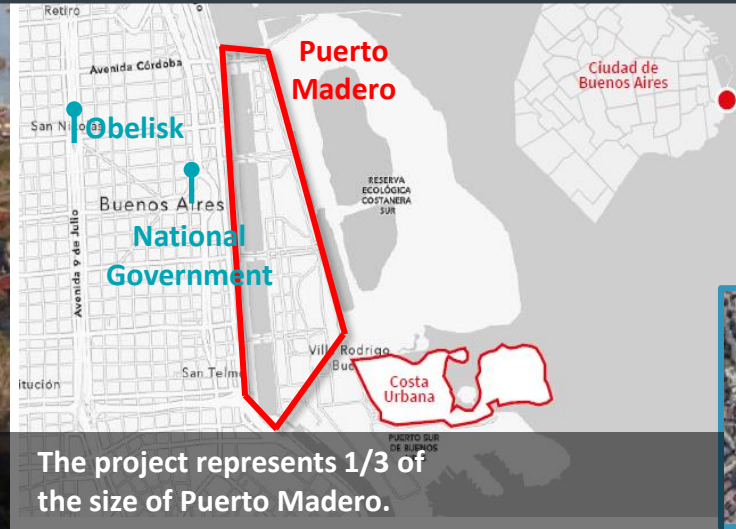 Retiro
Avenida Córdoba
Puerto
Madero
Ciudad de
Buenos Aires
San Nicolás
Obelisk
RESERVA
ECOLÓGICA
COSTANERA
SUR
Buenos Aires
National
Government
Avenida 9 de Julio
Villa Rodrigo
San Telmo
itución
Costa
Urbana
PUERTO SUR
DE BUENOS
The project represents 1/3 of
the size of Puerto Madero.